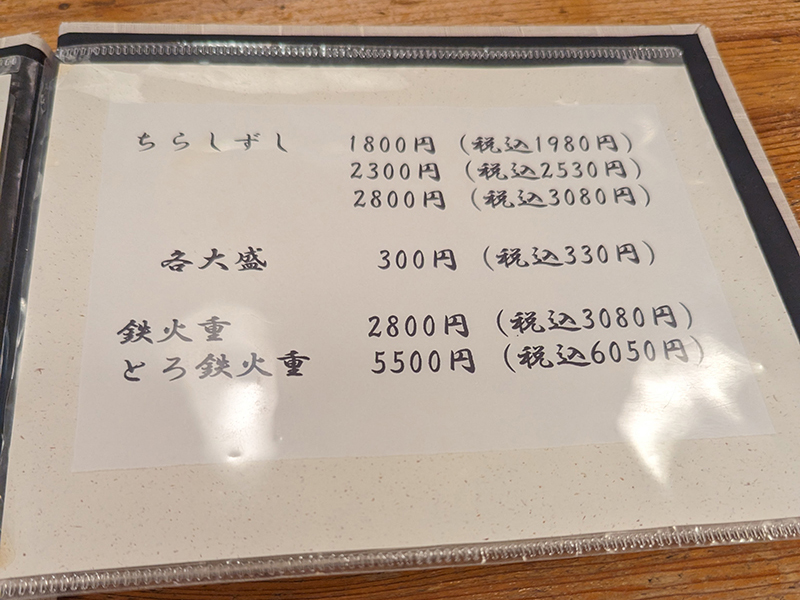 ちらしずし 1800円（税込1980円）
2300円（税込2530円）
2800円（税込3080円）
各大盛 300円（税込330円）
鉄火重 2800円（税込3080円）
とろ鉄火重 5500円（税込6050円）